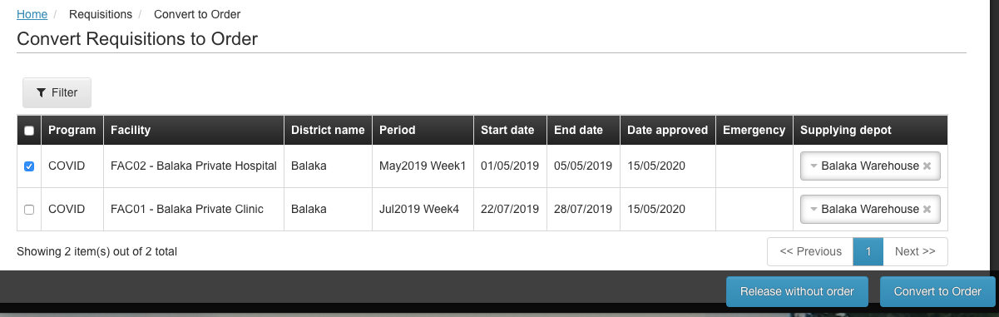 Home / Requisitions / Convert to Order
Convert Requisitions to Order
Filter
Program Facility District name Period Start date End date Date approved Emergency Supplying depot
COVID FAC02 - Balaka Private Hospital Balaka May2019 Week1 01/05/2019 05/05/2019 15/05/2020 Balaka Warehouse
COVID FAC01 - Balaka Private Clinic Balaka Jul2019 Week4 22/07/2019 28/07/2019 15/05/2020 Balaka Warehouse
Showing 2 item(s) out of 2 total << Previous 1 Next >>
Release without order Convert to Order